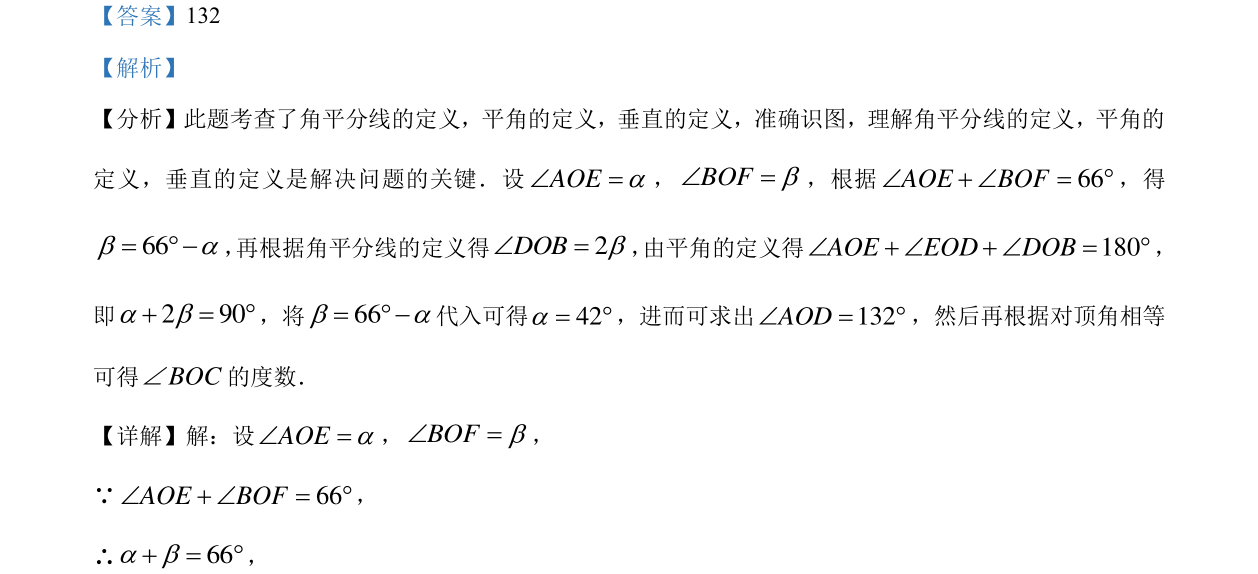 【答案】132
【解析】
【分析】此题考查了角平分线的定义，平角的定义，垂直的定义，准确识图，理解角平分线的定义，平角的
定义，垂直的定义是解决问题的关键．设∠AOE = α，∠BOF = β，根据∠AOE + ∠BOF = 66°，得
β = 66° − α，再根据角平分线的定义得∠DOB = 2β，由平角的定义得∠AOE + ∠EOD + ∠DOB = 180°，
即α + 2β = 90°，将β = 66° − α代入可得α = 42°，进而可求出∠AOD = 132°，然后再根据对顶角相等
可得∠BOC的度数．
【详解】解：设∠AOE = α，∠BOF = β，
∵∠AOE + ∠BOF = 66°，
∴α + β = 66°，